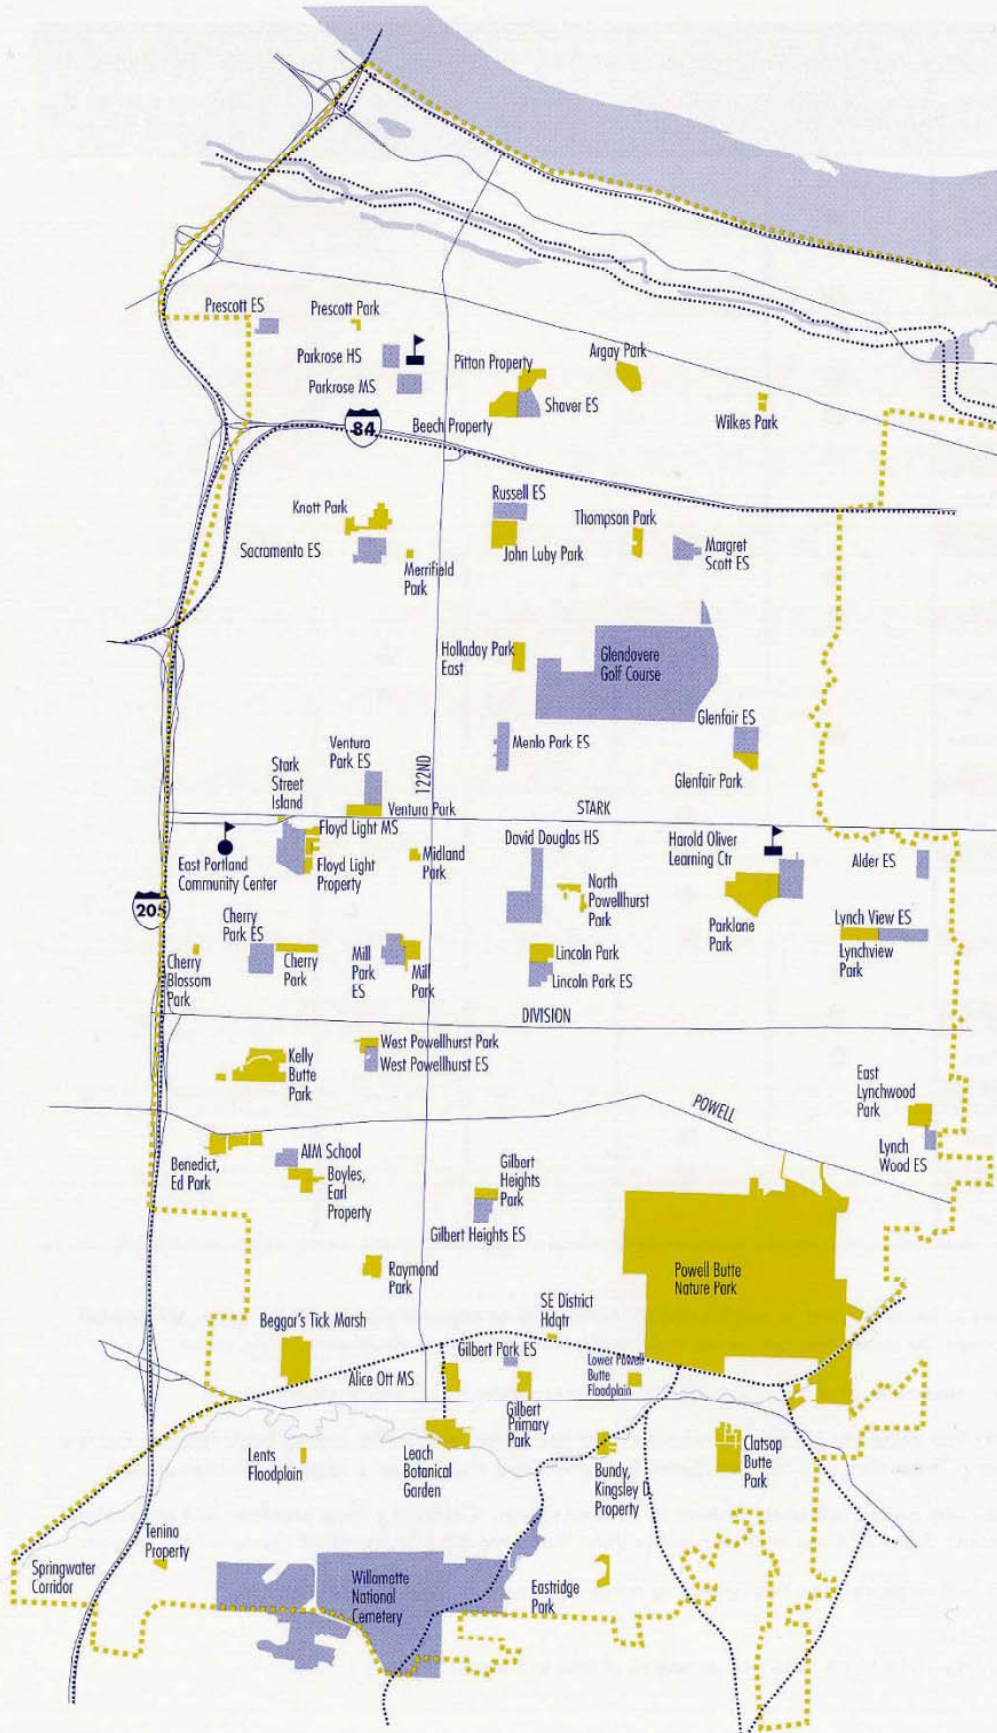 Prescott ES
Prescott Park
Parkrose HS
Parkrose MS
Pitton Property
Argay Park
Shaver ES
Wilkes Park
84
Beech Property
Knott Park
Russell ES
Thompson Park
Sacramento ES
Merrifield
Park
John Luby Park
Margret
Scott ES
Holladay Park
East
Glendovere
Golf Course
Glenfair ES
Menlo Park ES
Glenfair Park
Ventura
Park ES
Stark
Street
Island
122ND
Ventura Park
STARK
Floyd Light MS
David Douglas HS
Harold Oliver
Learning Ctr
East Portland
Community Center
Floyd Light
Property
Midland
Park
Alder ES
North
Powellhurst
Park
205
Parklane
Park
Lynch View ES
Cherry
Park ES
Cherry
Blossom
Park
Cherry
Park
Mill
Park
ES
Mill
Park
Lincoln Park
Lincoln Park ES
Lynchview
Park
DIVISION
West Powellhurst Park
West Powellhurst ES
Kelly
Butte
Park
East
Lynchwood
Park
POWELL
Lynch
Wood ES
Benedict,
Ed Park
AIM School
Boyles,
Earl
Property
Gilbert
Heights
Park
Gilbert Heights ES
Raymond
Park
Powell Butte
Nature Park
SE District
Hdqtr
Beggar's Tick Marsh
Gilbert Park ES
Alice Ott MS
Lower Powell
Butte
Floodplain
Gilbert
Primary
Park
Lents
Floodplain
Leach
Botanical
Garden
Bundy,
Kingsley D.
Property
Clatsop
Butte
Park
Tenino
Property
Springwater
Corridor
Willamette
National
Cemetery
Eastridge
Park